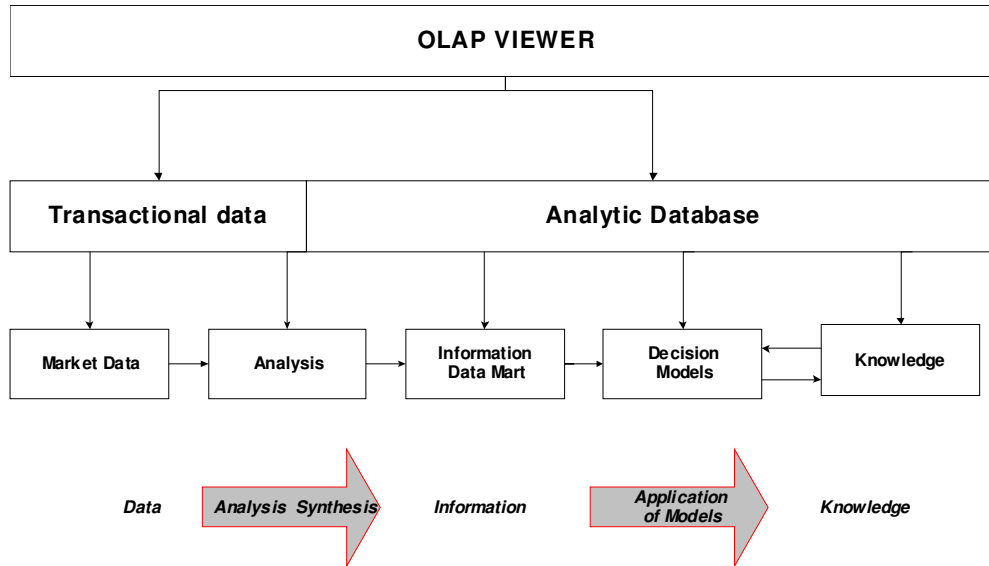 OLAP VIEWER
Transactional data
Analytic Database
Market Data
Analysis
Information
Data Mart
Decision
Models
Knowledge
Data
Analysis Synthesis
Information
Application
of Models
Knowledge